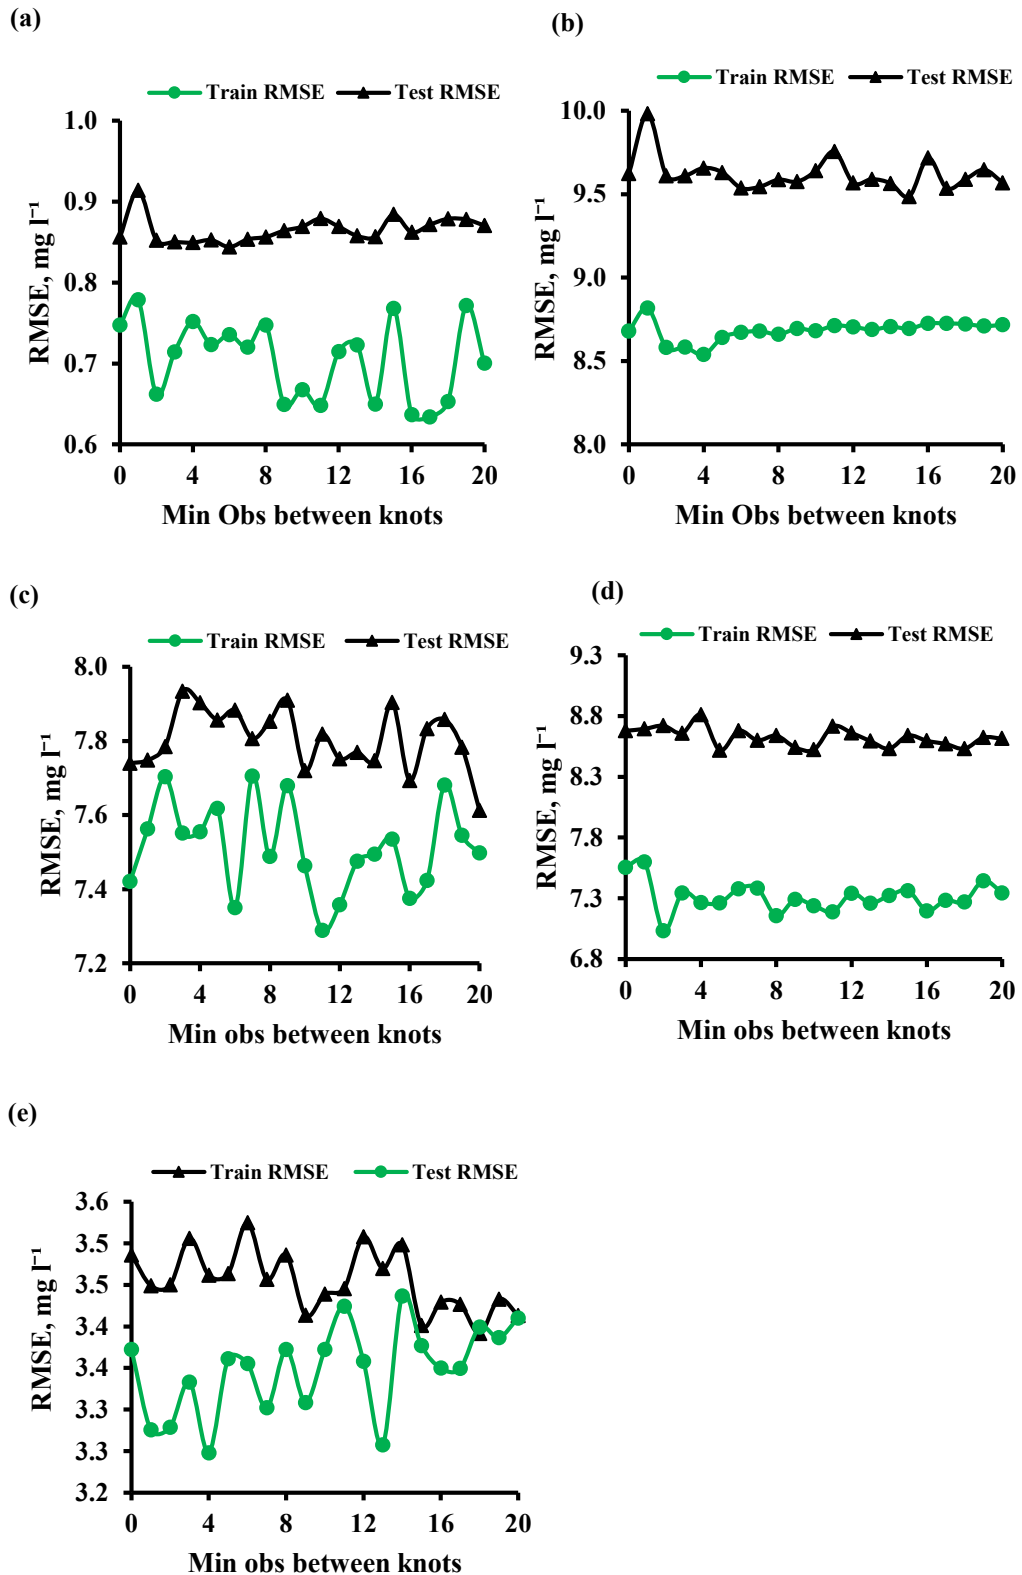 (a)
Train RMSE Test RMSE
1.0
0.9
0.8
0.7
0.6
RMSE, mg l⁻¹
0 4 8 12 16 20
Min Obs between knots
(b)
Train RMSE Test RMSE
10.0
9.5
9.0
8.5
8.0
RMSE, mg l⁻¹
0 4 8 12 16 20
Min Obs between knots
(c)
Train RMSE Test RMSE
8.0
7.8
7.6
7.4
7.2
RMSE, mg l⁻¹
0 4 8 12 16 20
Min obs between knots
(d)
Train RMSE Test RMSE
9.3
8.8
8.3
7.8
7.3
6.8
RMSE, mg l⁻¹
0 4 8 12 16 20
Min obs between knots
(e)
Train RMSE Test RMSE
3.6
3.5
3.5
3.4
3.4
3.3
3.3
3.2
RMSE, mg l⁻¹
0 4 8 12 16 20
Min obs between knots